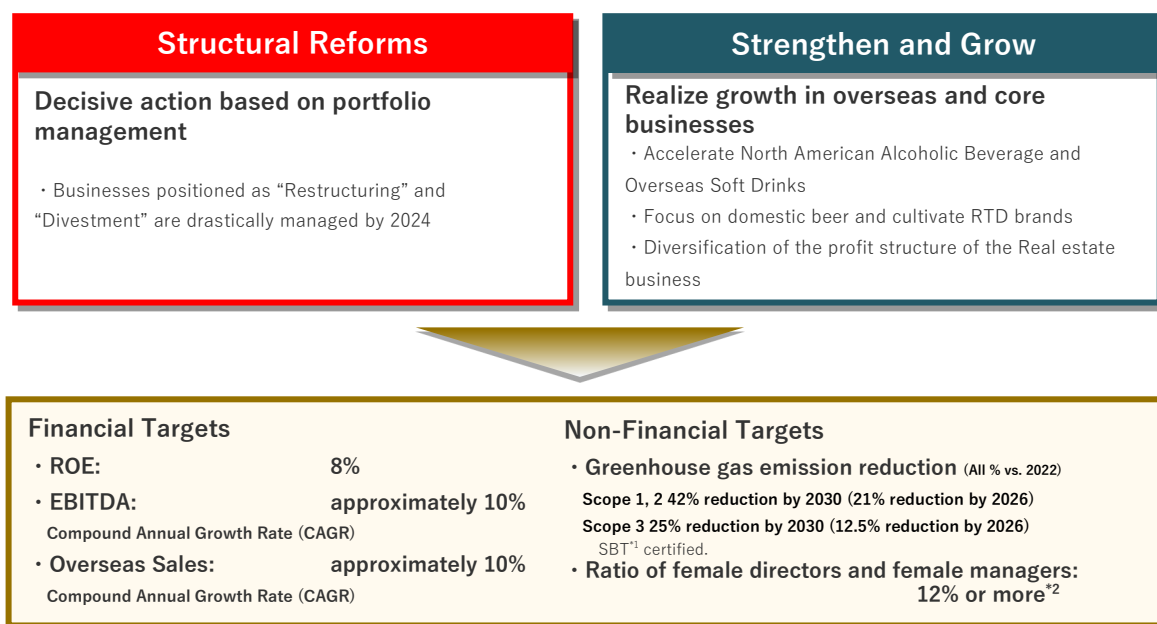 Structural Reforms
Decisive action based on portfolio
management
・Businesses positioned as “Restructuring” and
“Divestment” are drastically managed by 2024
Strengthen and Grow
Realize growth in overseas and core
businesses
・Accelerate North American Alcoholic Beverage and
Overseas Soft Drinks
・Focus on domestic beer and cultivate RTD brands
・Diversification of the profit structure of the Real estate
business
Financial Targets
・ROE: 8%
・EBITDA: approximately 10%
Compound Annual Growth Rate (CAGR)
・Overseas Sales: approximately 10%
Compound Annual Growth Rate (CAGR)
Non-Financial Targets
・Greenhouse gas emission reduction (All % vs. 2022)
Scope 1, 2 42% reduction by 2030 (21% reduction by 2026)
Scope 3 25% reduction by 2030 (12.5% reduction by 2026)
SBT*1 certified.
・Ratio of female directors and female managers:
12% or more*2